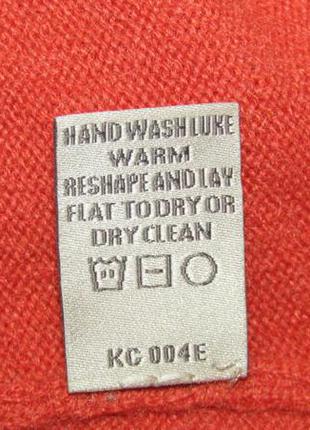 HAND WASH LUKE
WARM
RESHAPE AND LAY
FLAT TO DRY OR
DRY CLEAN
KC 004E